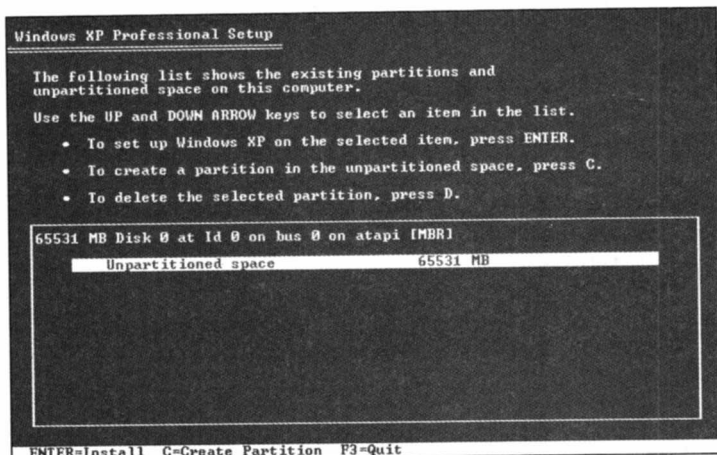 Windows XP Professional Setup
The following list shows the existing partitions and
unpartitioned space on this computer.
Use the UP and DOWN ARROW keys to select an item in the list.
• To set up Windows XP on the selected item, press ENTER.
• To create a partition in the unpartitioned space, press C.
• To delete the selected partition, press D.
65531 MB Disk 0 at Id 0 on bus 0 on atapi [MBR]
Unpartitioned space 65531 MB
ENTER=Install C=Create Partition F3=Quit